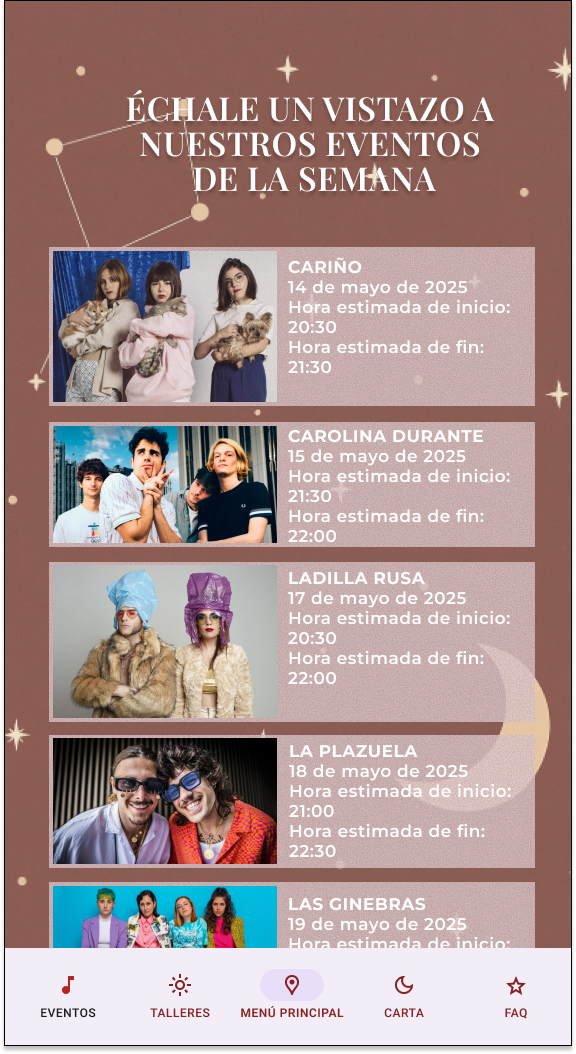 ÉCHALE UN VISTAZO A
NUESTROS EVENTOS
DE LA SEMANA
CARIÑO
14 de mayo de 2025
Hora estimada de inicio:
20:30
Hora estimada de fin:
21:30
CAROLINA DURANTE
15 de mayo de 2025
Hora estimada de inicio:
21:30
Hora estimada de fin:
22:00
LADILLA RUSA
17 de mayo de 2025
Hora estimada de inicio:
20:30
Hora estimada de fin:
22:00
LA PLAZUELA
18 de mayo de 2025
Hora estimada de inicio:
21:00
Hora estimada de fin:
22:30
LAS GINEBRAS
19 de mayo de 2025
Hora estimada de inicio:
EVENTOS
TALLERES
MENÚ PRINCIPAL
CARTA
FAQ